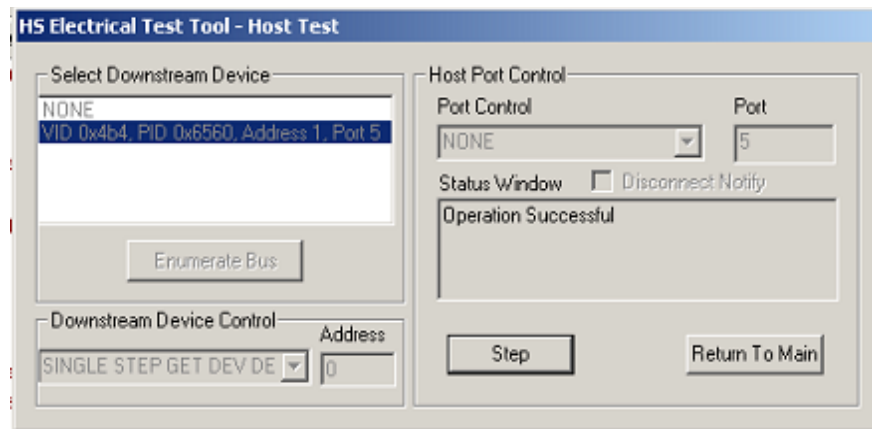 HS Electrical Test Tool - Host Test
Select Downstream Device
NONE
VID 0x4b4, PID 0x6560, Address 1, Port 5
Enumerate Bus
Downstream Device Control
Address
SINGLE STEP GET DEV DE
0
Host Port Control
Port Control
Port
NONE
5
Status Window
Disconnect Notify
Operation Successful
Step
Return To Main